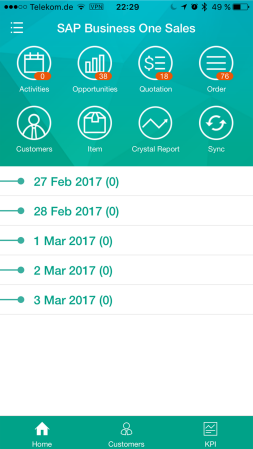 Telekom.de VPN 22:29 49 %
SAP Business One Sales
0 38 18 76
Activities Opportunities Quotation Order
Customers Item Crystal Report Sync
27 Feb 2017 (0)
28 Feb 2017 (0)
1 Mar 2017 (0)
2 Mar 2017 (0)
3 Mar 2017 (0)
Home Customers KPI